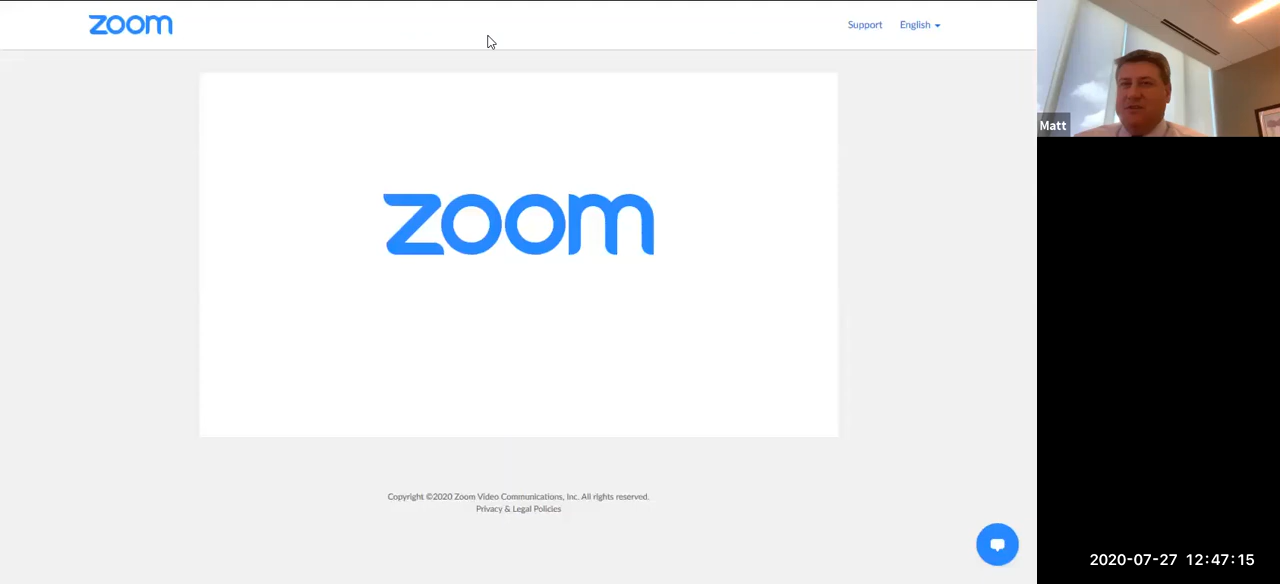 zoom
Support
English
Matt
zoom
Copyright ©2020 Zoom Video Communications, Inc. All rights reserved.
Privacy & Legal Policies
2020-07-27 12:47:15